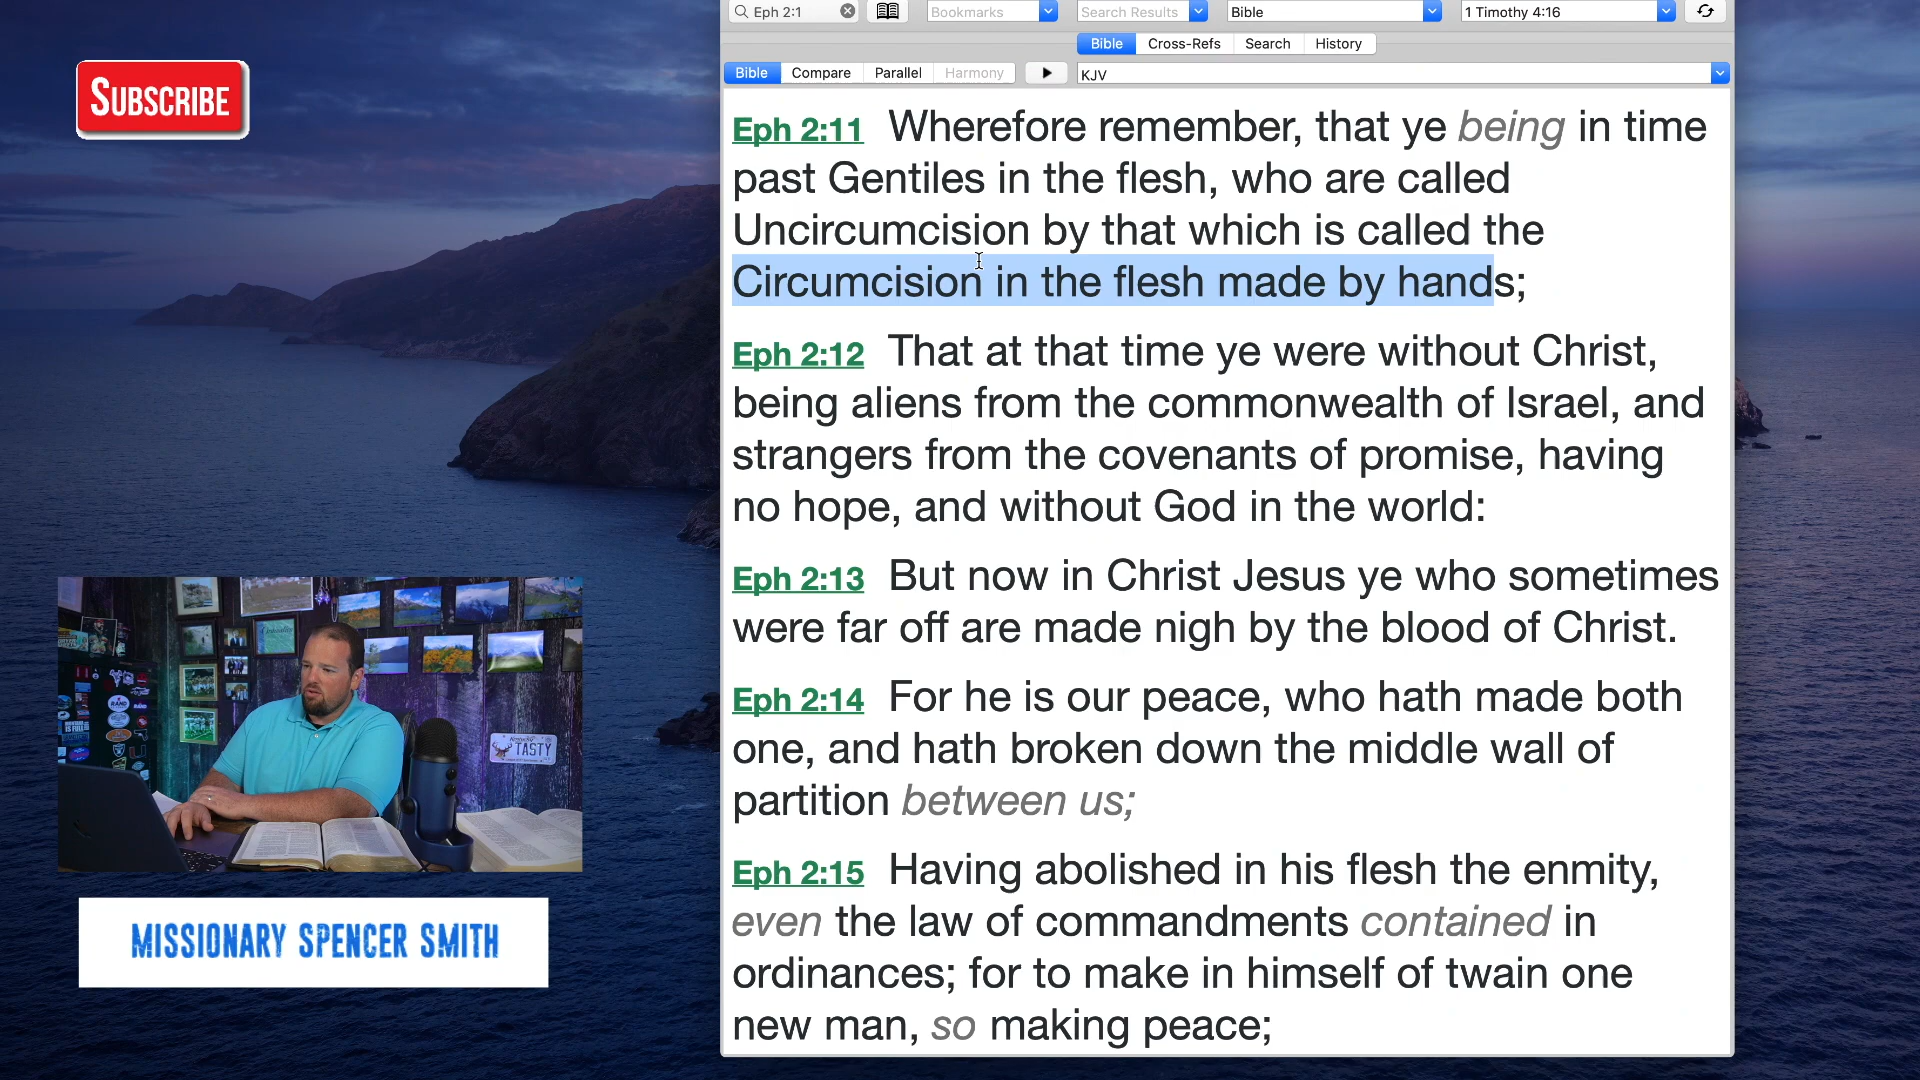 SUBSCRIBE
Eph 2:1
Bookmarks
Search Results
Bible
1 Timothy 4:16
Bible Cross-Refs Search History
Bible Compare Parallel Harmony
KJV
Eph 2:11 Wherefore remember, that ye being in time
past Gentiles in the flesh, who are called
Uncircumcision by that which is called the
Circumcision in the flesh made by hands;
Eph 2:12 That at that time ye were without Christ,
being aliens from the commonwealth of Israel, and
strangers from the covenants of promise, having
no hope, and without God in the world:
Eph 2:13 But now in Christ Jesus ye who sometimes
were far off are made nigh by the blood of Christ.
Eph 2:14 For he is our peace, who hath made both
one, and hath broken down the middle wall of
partition between us;
Eph 2:15 Having abolished in his flesh the enmity,
even the law of commandments contained in
ordinances; for to make in himself of twain one
new man, so making peace;
TASTY
MISSIONARY SPENCER SMITH